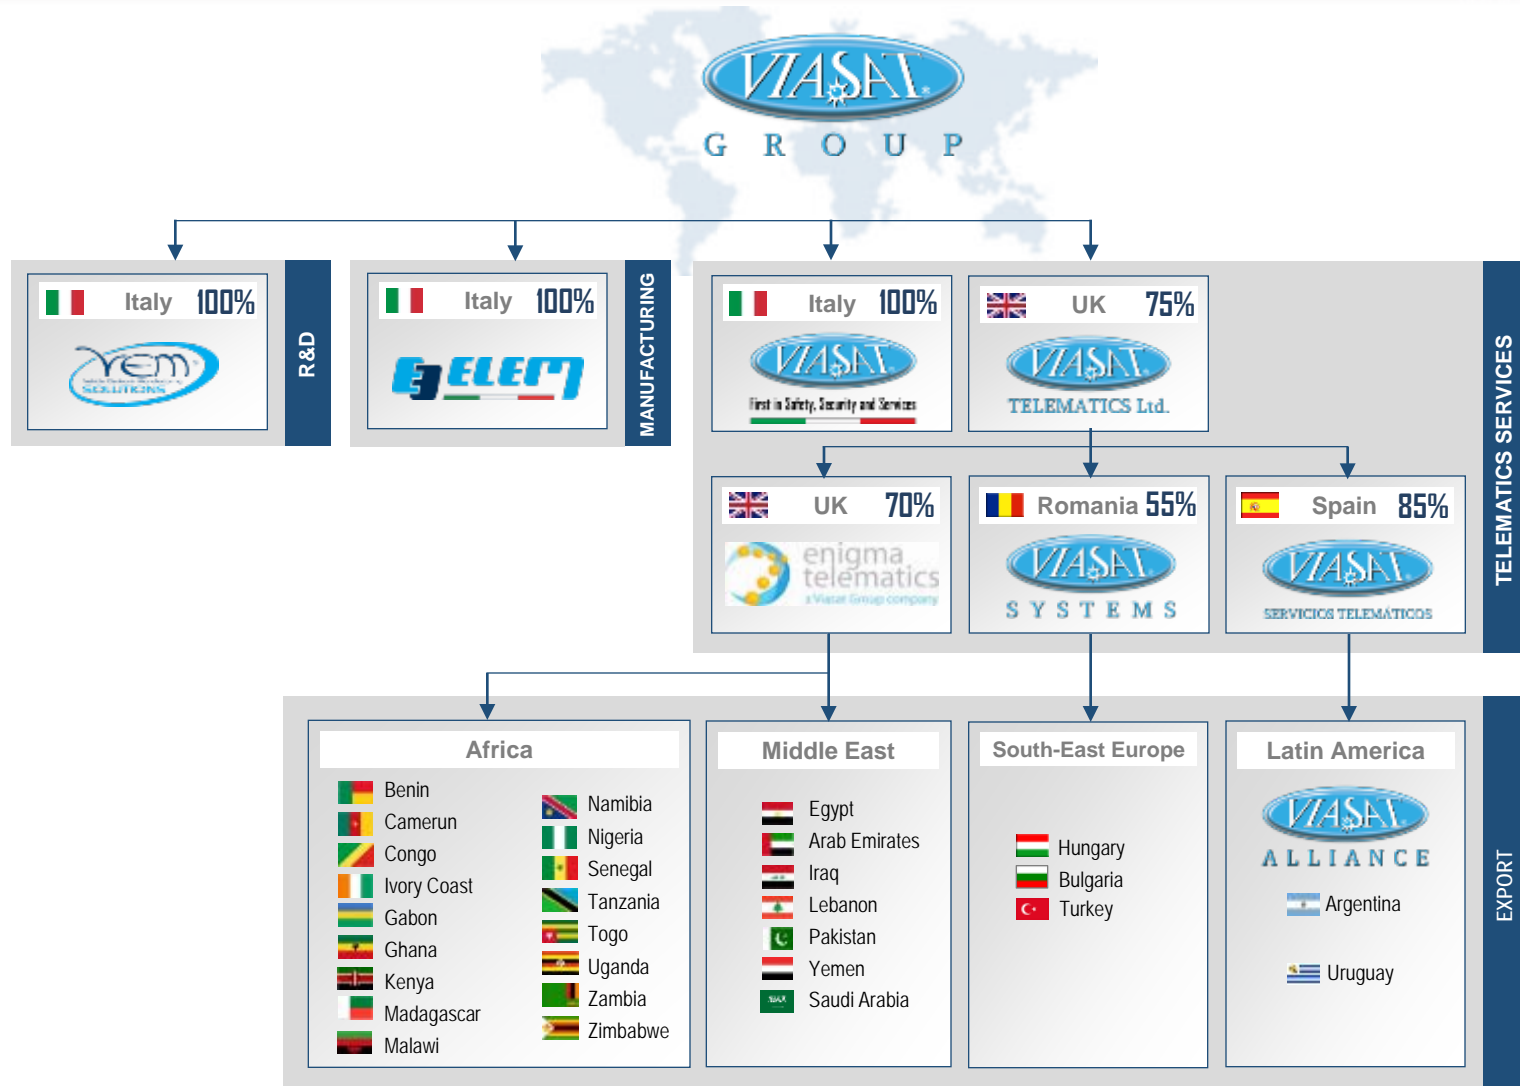 VIASAT®
GROUP
Italy 100%
VEM
SOLUTIONS
R&D
Italy 100%
ELEM
MANUFACTURING
Italy 100%
VIASAT
First in Safety, Security and Services
UK 75%
VIASAT
TELEMATICS Ltd.
UK 70%
enigma
telematics
a Viasat Group company
Romania 55%
VIASAT
SYSTEMS
Spain 85%
VIASAT
SERVICIOS TELEMÁTICOS
TELEMATICS SERVICES
Africa
Benin
Camerun
Congo
Ivory Coast
Gabon
Ghana
Kenya
Madagascar
Malawi
Namibia
Nigeria
Senegal
Tanzania
Togo
Uganda
Zambia
Zimbabwe
Middle East
Egypt
Arab Emirates
Iraq
Lebanon
Pakistan
Yemen
Saudi Arabia
South-East Europe
Hungary
Bulgaria
Turkey
Latin America
VIASAT
ALLIANCE
Argentina
Uruguay
EXPORT